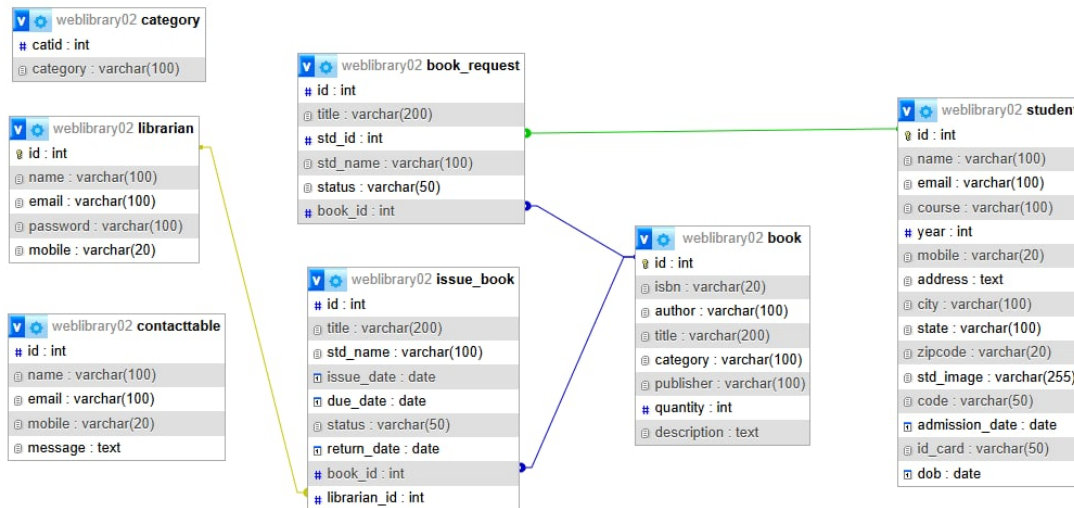 weblibrary02 category
catid : int
category : varchar(100)
weblibrary02 librarian
id : int
name : varchar(100)
email : varchar(100)
password : varchar(100)
mobile : varchar(20)
weblibrary02 contacttable
id : int
name : varchar(100)
email : varchar(100)
mobile : varchar(20)
message : text
weblibrary02 book_request
id : int
title : varchar(200)
std_id : int
std_name : varchar(100)
status : varchar(50)
book_id : int
weblibrary02 issue_book
id : int
title : varchar(200)
std_name : varchar(100)
issue_date : date
due_date : date
status : varchar(50)
return_date : date
book_id : int
librarian_id : int
weblibrary02 book
id : int
isbn : varchar(20)
author : varchar(100)
title : varchar(200)
category : varchar(100)
publisher : varchar(100)
quantity : int
description : text
weblibrary02 student
id : int
name : varchar(100)
email : varchar(100)
course : varchar(100)
year : int
mobile : varchar(20)
address : text
city : varchar(100)
state : varchar(100)
zipcode : varchar(20)
std_image : varchar(255)
code : varchar(50)
admission_date : date
id_card : varchar(50)
dob : date